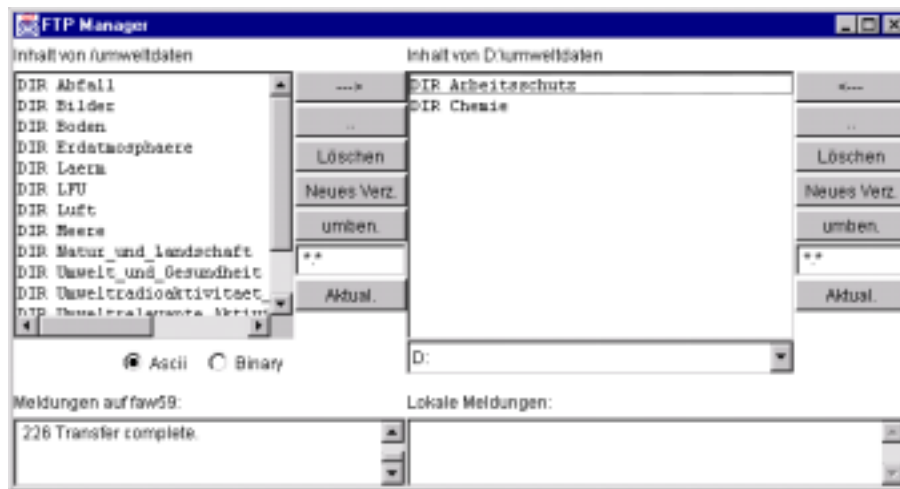 FTP Manager
Inhalt von /umweltdaten
DIR Abfall
DIR Bilder
DIR Boden
DIR Erdatmosphaere
DIR Laerm
DIR LFU
DIR Luft
DIR Meere
DIR Natur_und_landschaft
DIR Umwelt_und_Gesundheit
DIR Umweltradioaktivitaet_
DIR Umweltrelevante_Aktivi
--->
..
Löschen
Neues Verz.
umben.
*.*
Aktual.
Ascii
Binary
Inhalt von D:\umweltdaten
DIR Arbeitsschutz
DIR Chemie
D:
<---
..
Löschen
Neues Verz.
umben.
*.*
Aktual.
Meldungen auf faw59:
226 Transfer complete.
Lokale Meldungen: